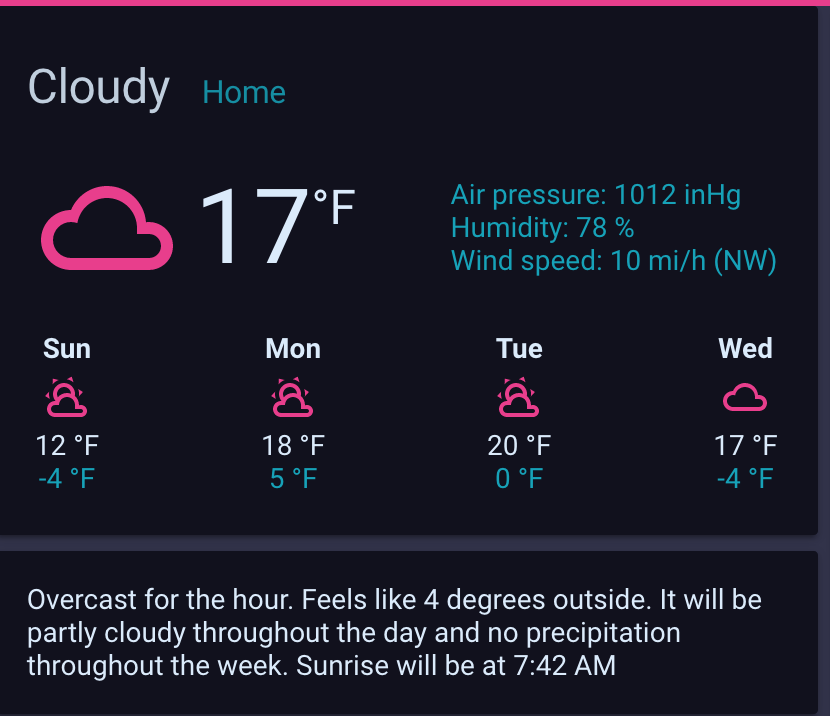 Cloudy Home
17 °F
Air pressure: 1012 inHg
Humidity: 78 %
Wind speed: 10 mi/h (NW)
Sun Mon Tue Wed
12 °F 18 °F 20 °F 17 °F
-4 °F 5 °F 0 °F -4 °F
Overcast for the hour. Feels like 4 degrees outside. It will be
partly cloudy throughout the day and no precipitation
throughout the week. Sunrise will be at 7:42 AM